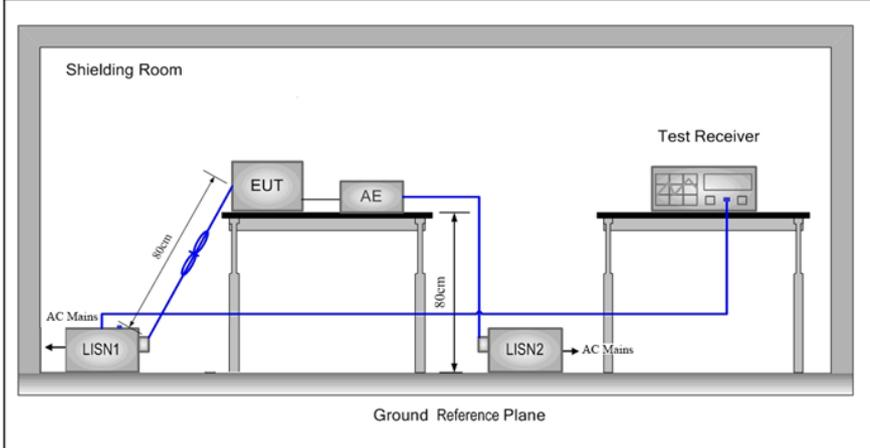 Shielding Room
Test Receiver
EUT
AE
80cm
80cm
AC Mains
LISN1
LISN2
AC Mains
Ground Reference Plane